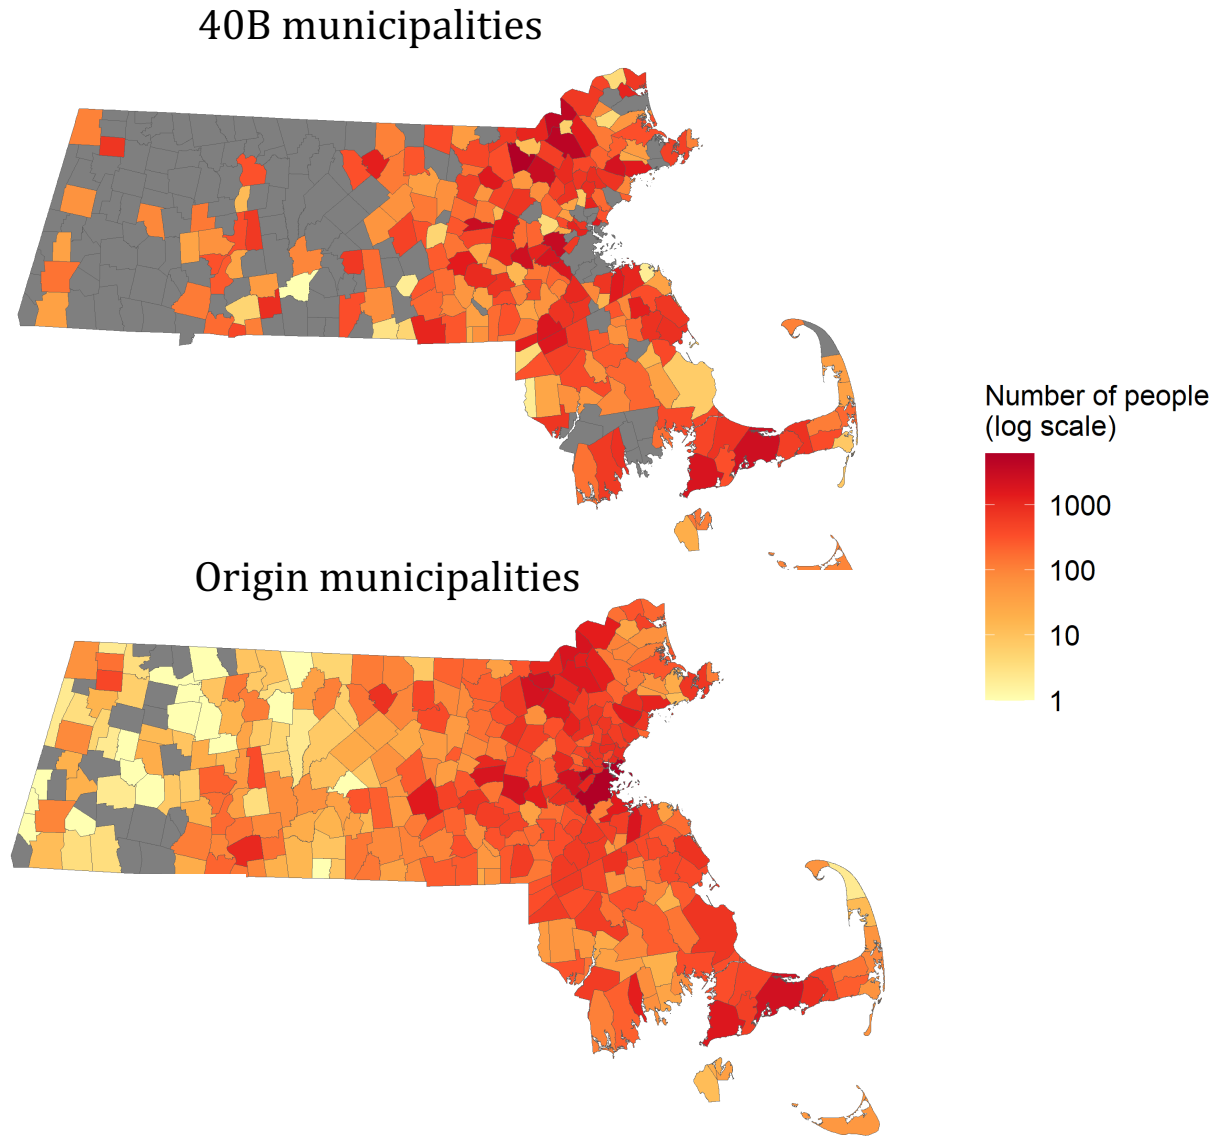 40B municipalities
Number of people
(log scale)
1000
100
10
1
Origin municipalities